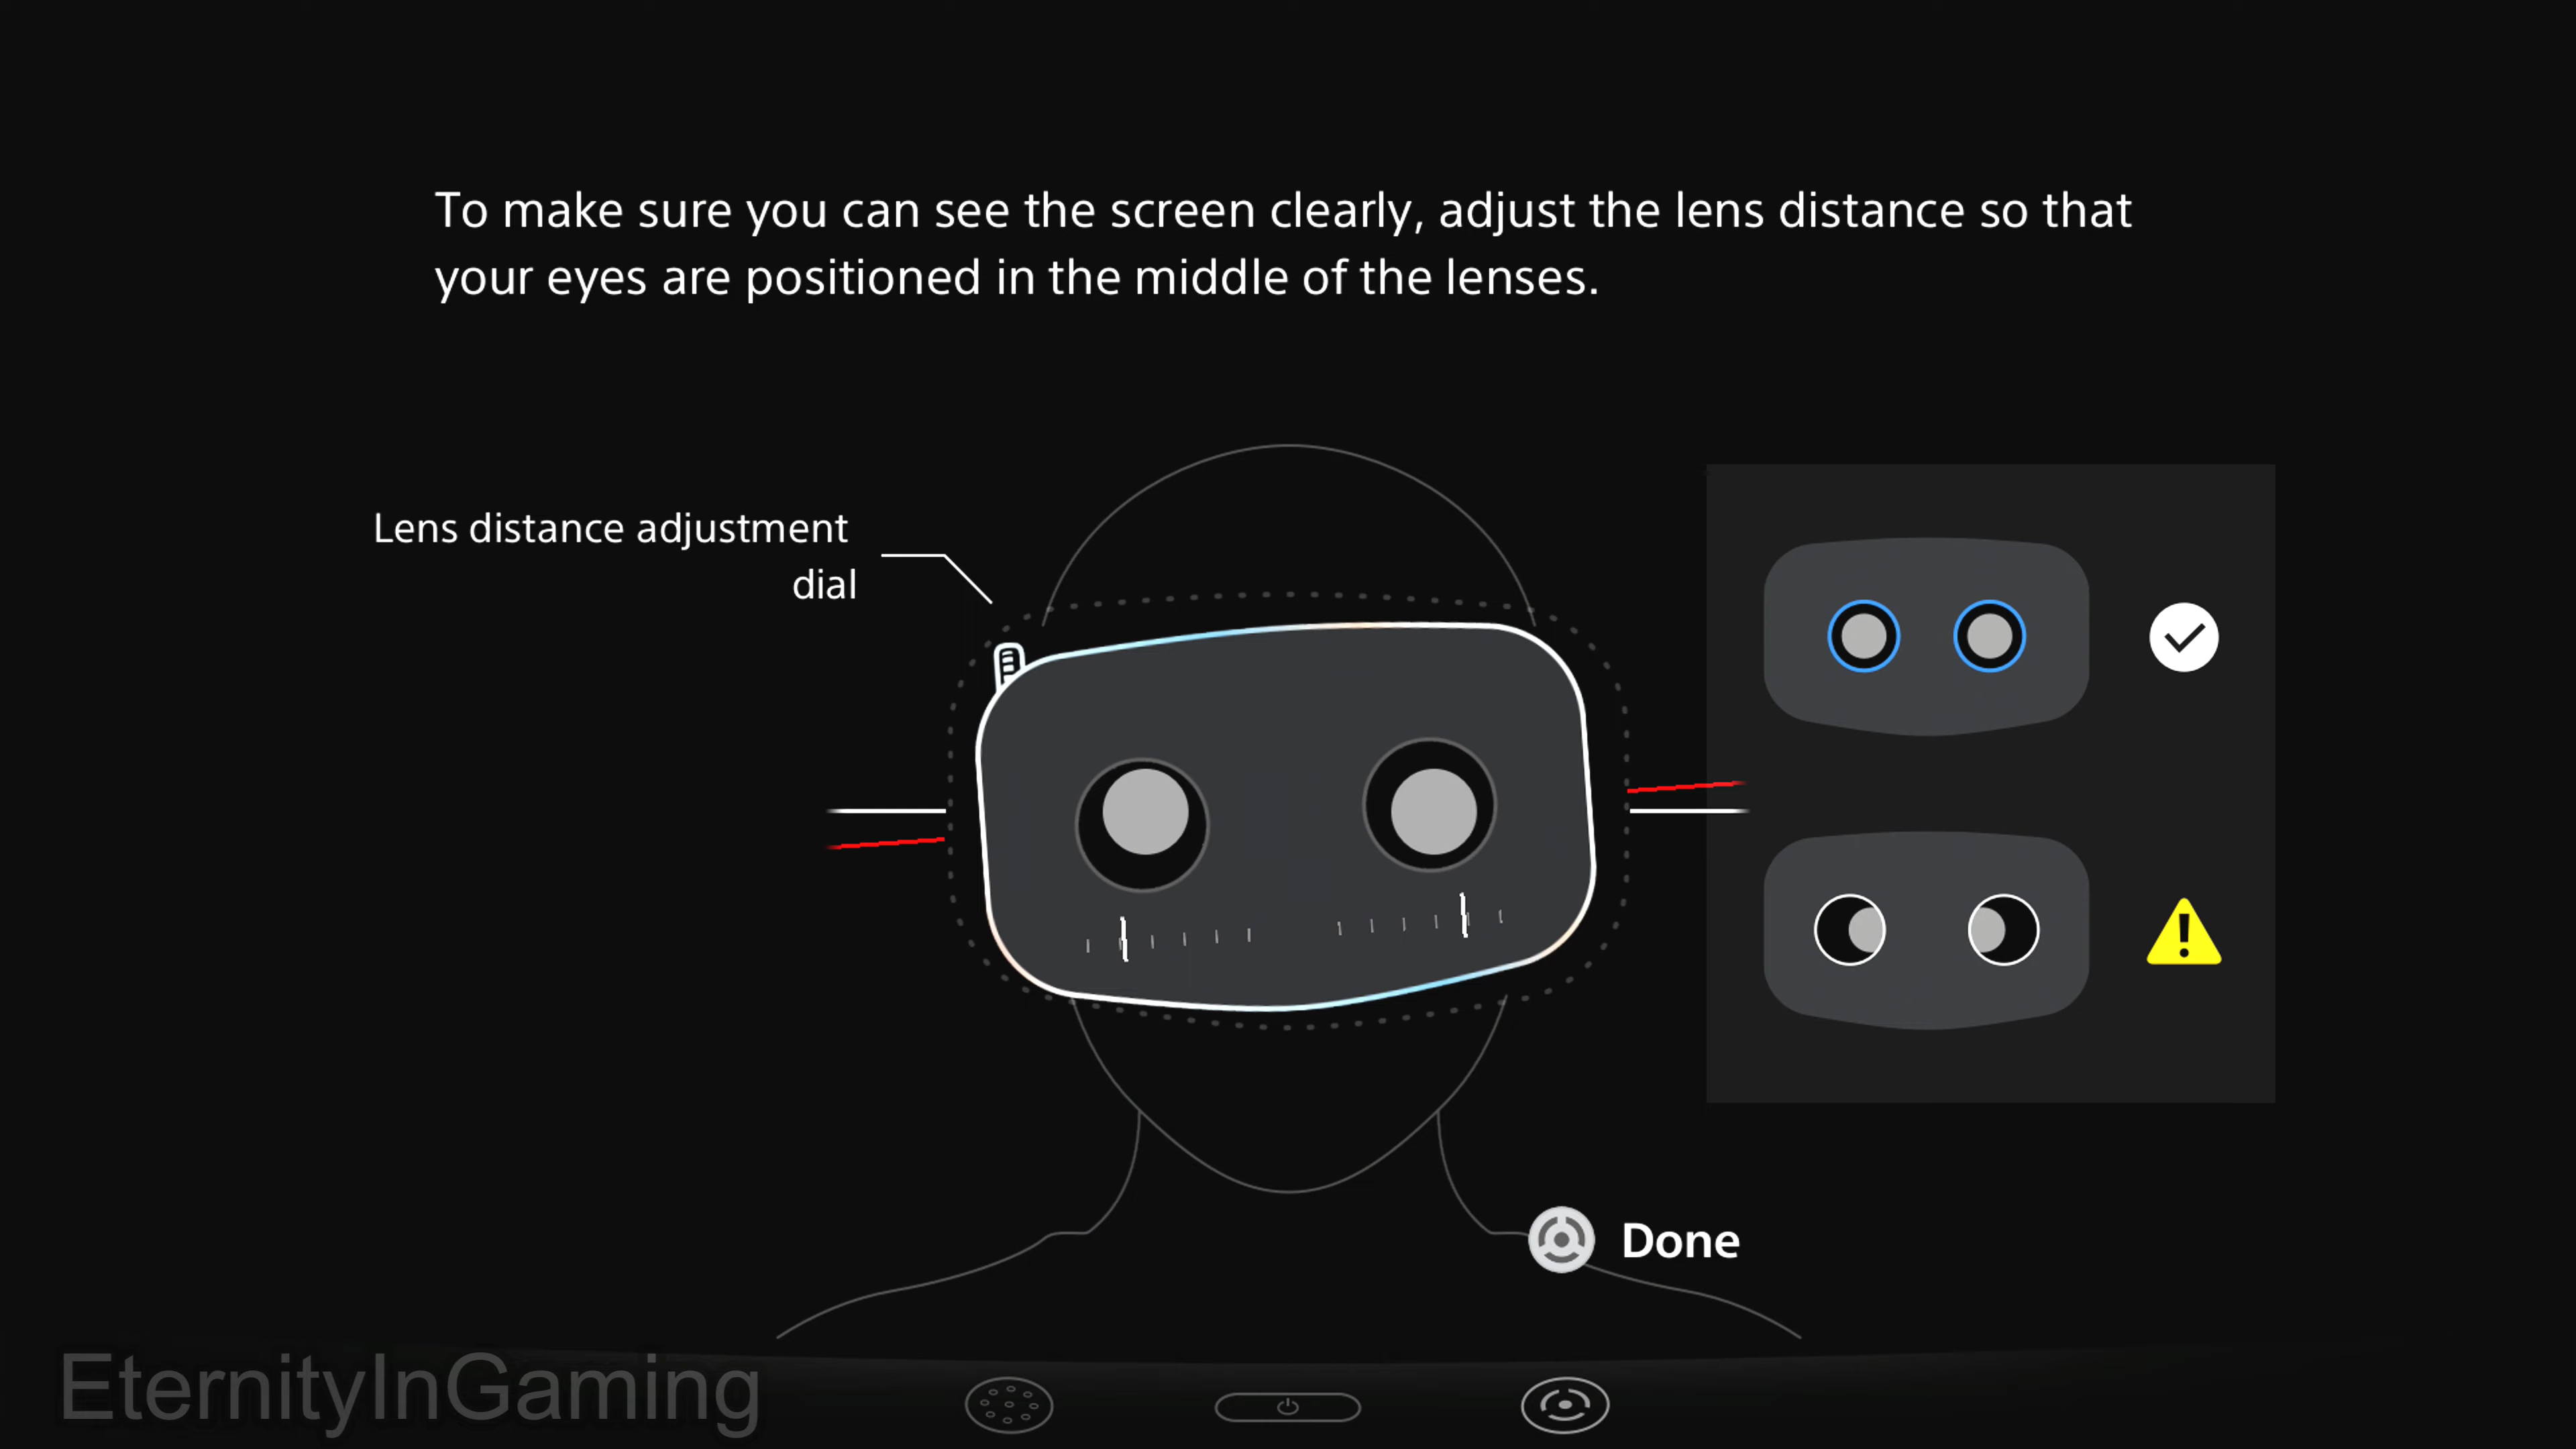 To make sure you can see the screen clearly, adjust the lens distance so that
your eyes are positioned in the middle of the lenses.
Lens distance adjustment
dial
Done
EternityInGaming